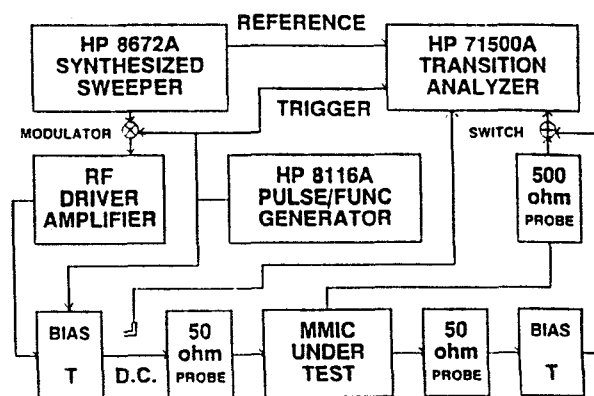 REFERENCE
HP 8672A
SYNTHESIZED
SWEEPER
HP 71500A
TRANSITION
ANALYZER
TRIGGER
MODULATOR
SWITCH
RF
DRIVER
AMPLIFIER
HP 8116A
PULSE/FUNC
GENERATOR
500
ohm
PROBE
BIAS
T
D.C.
50
ohm
PROBE
MMIC
UNDER
TEST
50
ohm
PROBE
BIAS
T